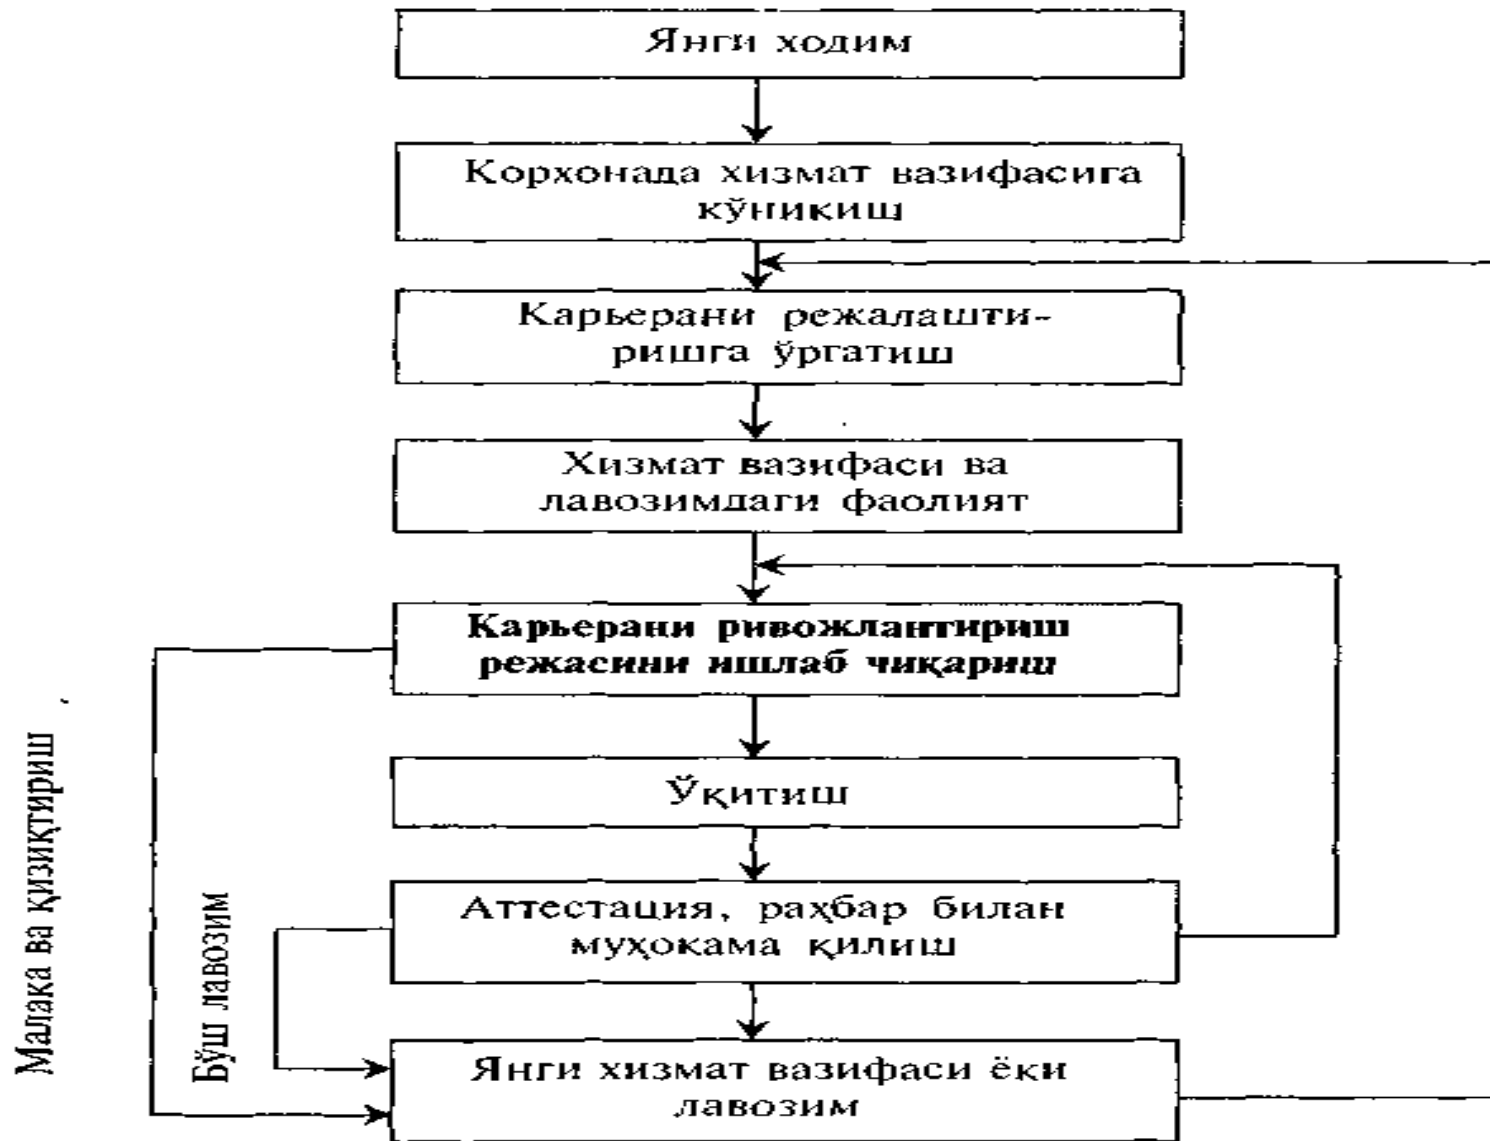 Янги ходим
Корхонада хизмат вазифасига
кўникиш
Карьерани режалашти-
ришга ўргатиш
Хизмат вазифаси ва
лавозимдаги фаолият
Карьерани ривожлантириш
режасини ишлаб чиқариш
Ўқитиш
Аттестация, раҳбар билан
муҳокама қилиш
Янги хизмат вазифаси ёки
лавозим
Малака ва қизиқтириш
Бўш лавозим